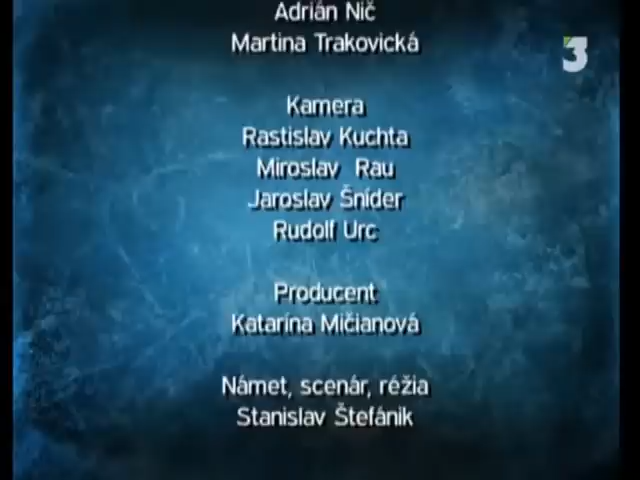 Adrián Nič
Martina Trakovická
3
Kamera
Rastislav Kuchta
Miroslav Rau
Jaroslav Šníder
Rudolf Urc
Producent
Katarína Mičianová
Námet, scenár, réžia
Stanislav Štefánik